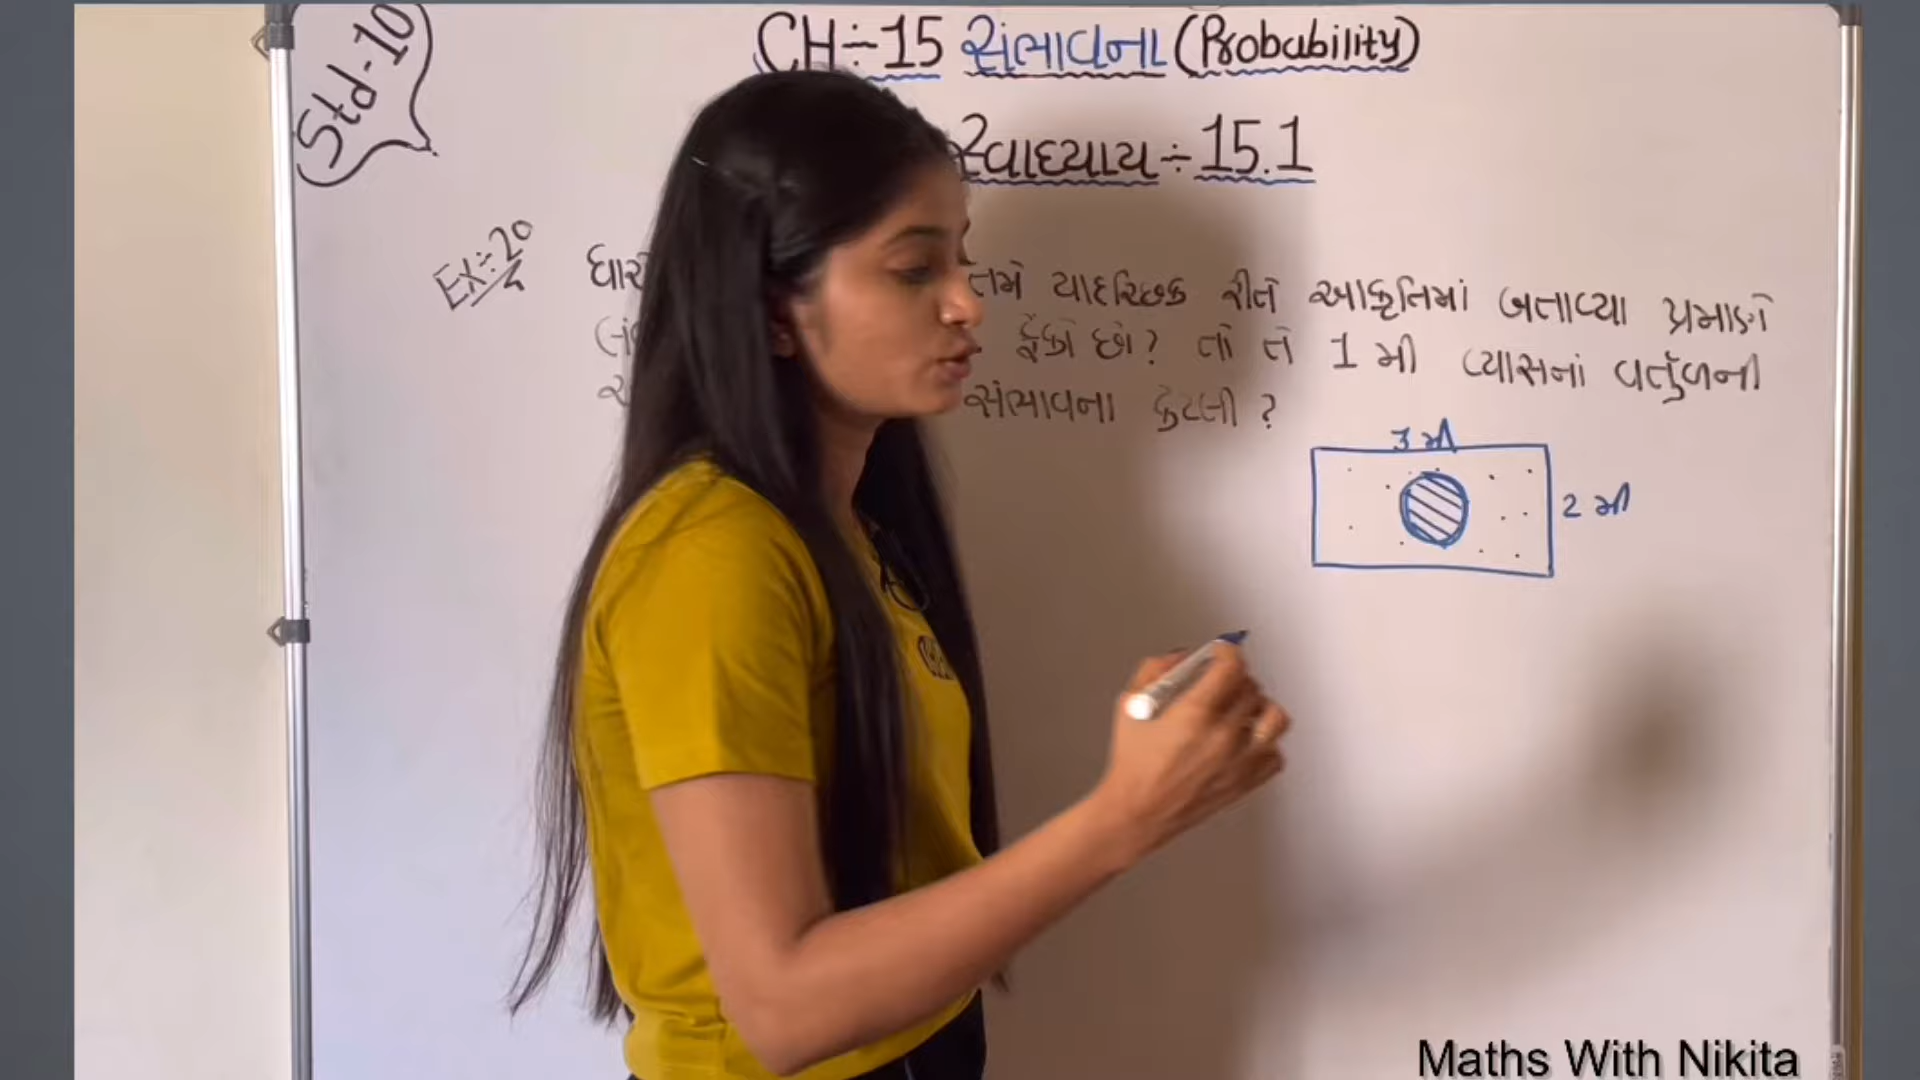 Std-10
CH÷15 સંભાવના (Probability)
સ્વાધ્યાય÷15.1
Ex÷20
તમે યાદચ્છિક રીતે આકૃતિમાં બતાવ્યા પ્રમાણે
ફેંકો છો? તો તે 1 મી વ્યાસનાં વર્તુળની
સંભાવના કેટલી?
3 મી
2 મી
Maths With Nikita